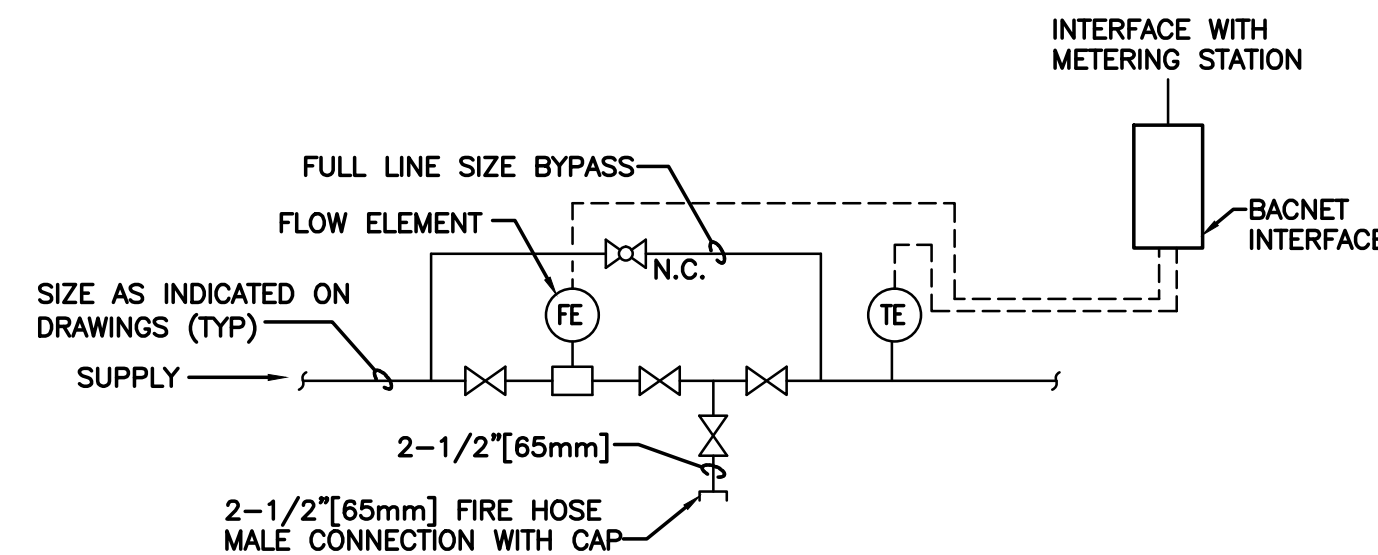 INTERFACE WITH
METERING STATION
FULL LINE SIZE BYPASS
FLOW ELEMENT
BACNET
INTERFACE
N.C.
SIZE AS INDICATED ON
DRAWINGS (TYP)
FE
TE
SUPPLY
2-1/2"[65mm]
2-1/2"[65mm] FIRE HOSE
MALE CONNECTION WITH CAP